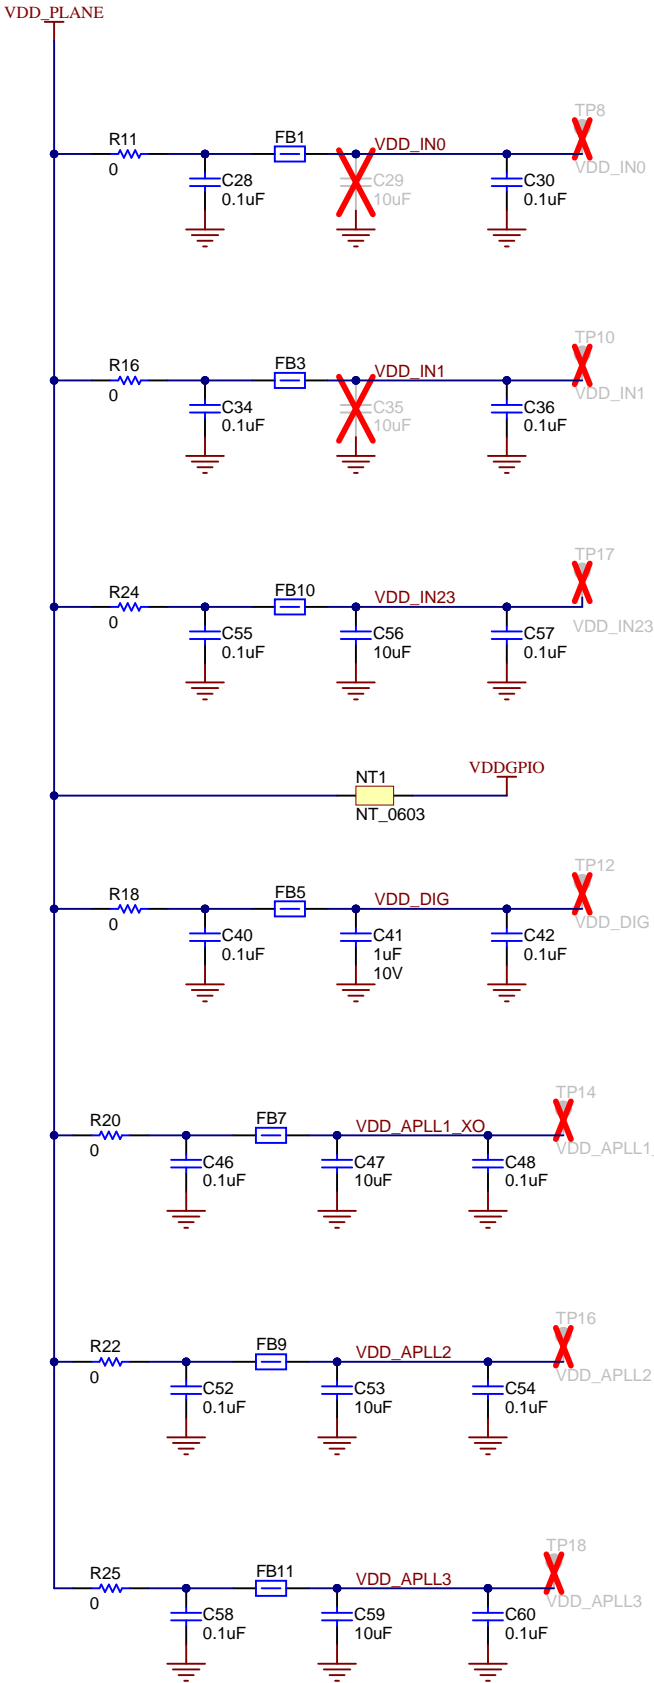 VDD_PLANE
TP8
R11
FB1
VDD_IN0
0
VDD_IN0
C28
0.1uF
C29
10uF
C30
0.1uF
TP10
R16
FB3
VDD_IN1
0
VDD_IN1
C34
0.1uF
C35
10uF
C36
0.1uF
TP17
R24
FB10
VDD_IN23
0
VDD_IN23
C55
0.1uF
C56
10uF
C57
0.1uF
VDDGPIO
NT1
NT_0603
TP12
R18
FB5
VDD_DIG
0
VDD_DIG
C40
0.1uF
C41
1uF
10V
C42
0.1uF
TP14
R20
FB7
VDD_APLL1_XO
0
VDD_APLL1_
C46
0.1uF
C47
10uF
C48
0.1uF
TP16
R22
FB9
VDD_APLL2
0
VDD_APLL2
C52
0.1uF
C53
10uF
C54
0.1uF
TP18
R25
FB11
VDD_APLL3
0
VDD_APLL3
C58
0.1uF
C59
10uF
C60
0.1uF